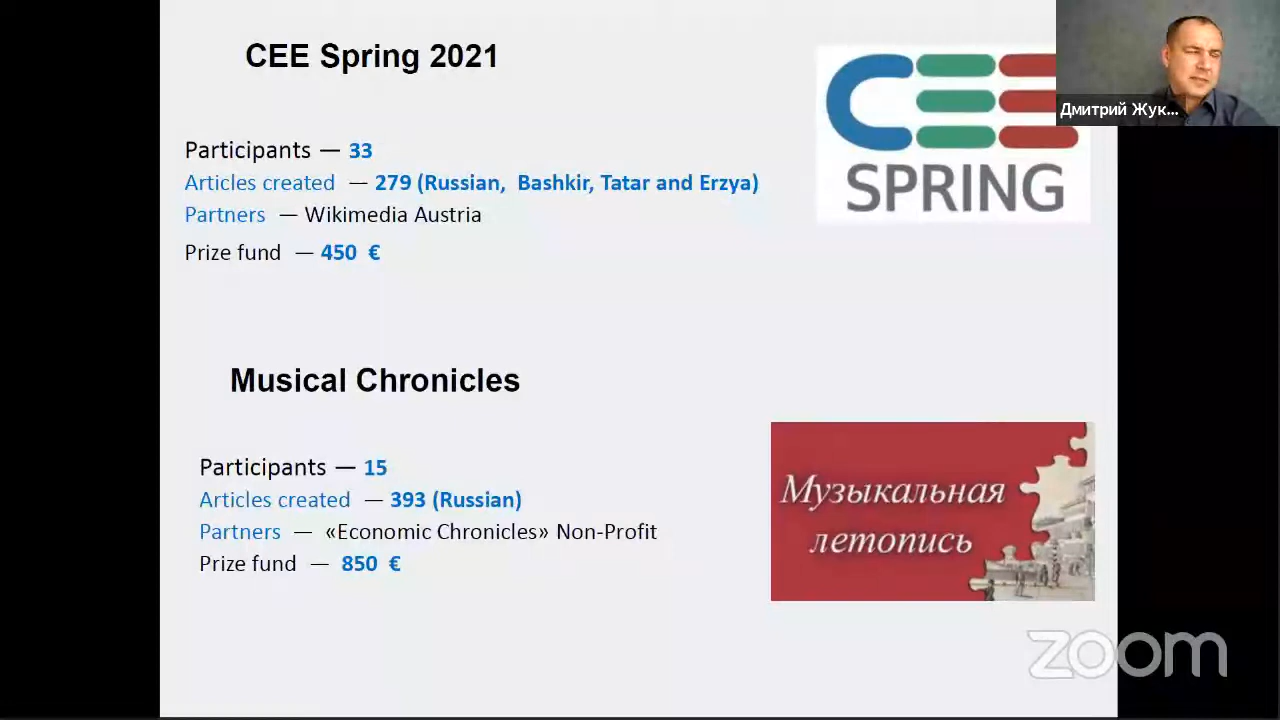 CEE Spring 2021
CEE
SPRING
Дмитрий Жук...
Participants — 33
Articles created — 279 (Russian, Bashkir, Tatar and Erzya)
Partners — Wikimedia Austria
Prize fund — 450 €
Musical Chronicles
Participants — 15
Articles created — 393 (Russian)
Partners — «Economic Chronicles» Non-Profit
Prize fund — 850 €
Музыкальная
летопись
zoom